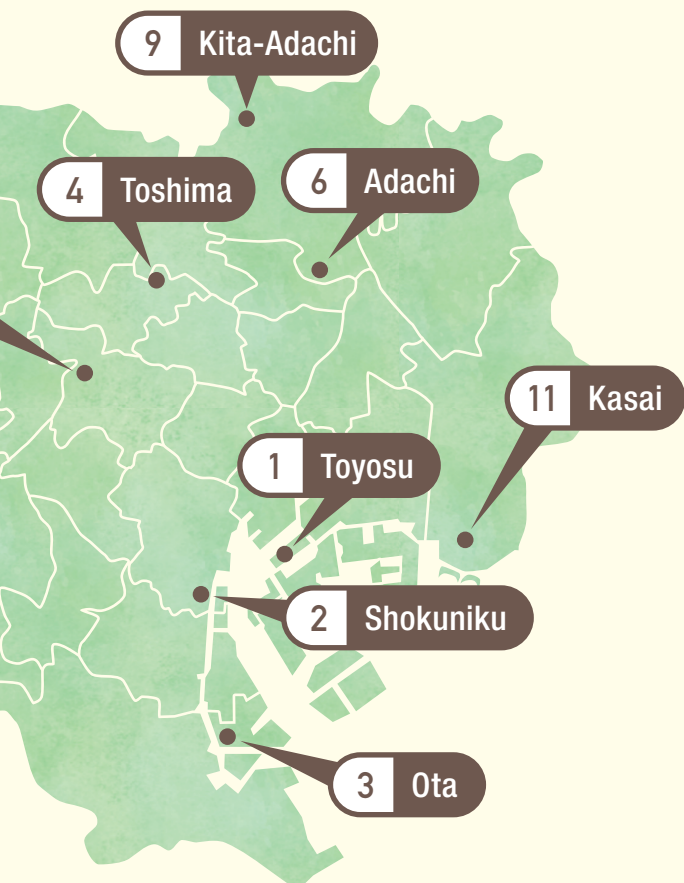 9 Kita-Adachi
4 Toshima
6 Adachi
11 Kasai
1 Toyosu
2 Shokuniku
3 Ota